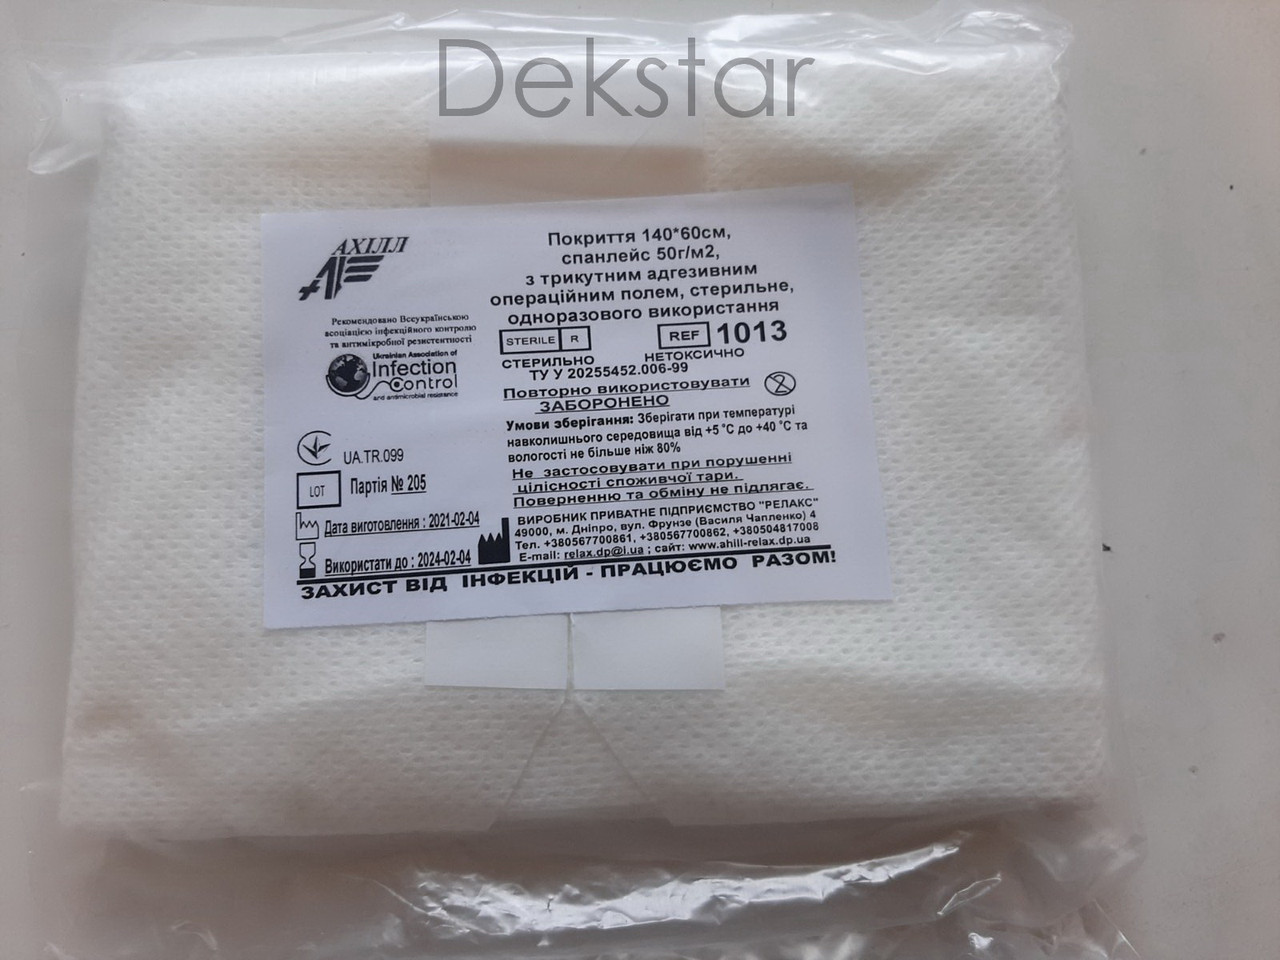 Dekstar
АХІЛЛ
Рекомендовано Всеукраїнською
асоціацією інфекційного контролю
та антимікробної резистентності
Ukrainian Association of
Infection
Control
and antimicrobial resistance
UA.TR.099
LOT
Партія № 205
Дата виготовлення : 2021-02-04
Використати до : 2024-02-04
Покриття 140*60см,
спанлейс 50г/м2,
з трикутним адгезивним
операційним полем, стерильне,
одноразового використання
STERILE R
REF 1013
СТЕРИЛЬНО НЕТОКСИЧНО
ТУ У 20255452.006-99
Повторно використовувати
ЗАБОРОНЕНО
2
Умови зберігання: Зберігати при температурі
навколишнього середовища від +5 °С до +40 °С та
вологості не більше ніж 80%
Не застосовувати при порушенні
цілісності споживчої тари.
Поверненню та обміну не підлягає.
ВИРОБНИК ПРИВАТНЕ ПІДПРИЄМСТВО "РЕЛАКС"
49000, м. Дніпро, вул. Фрунзе (Василя Чапленко) 4
Тел. +380567700861, +380567700862, +380504817008
E-mail: relax.dp@i.ua ; сайт: www.ahill-relax.dp.ua
ЗАХИСТ ВІД ІНФЕКЦІЙ - ПРАЦЮЄМО РАЗОМ!